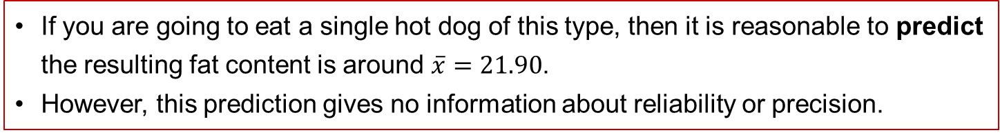 • If you are going to eat a single hot dog of this type, then it is reasonable to predict
the resulting fat content is around x̄ = 21.90.
• However, this prediction gives no information about reliability or precision.